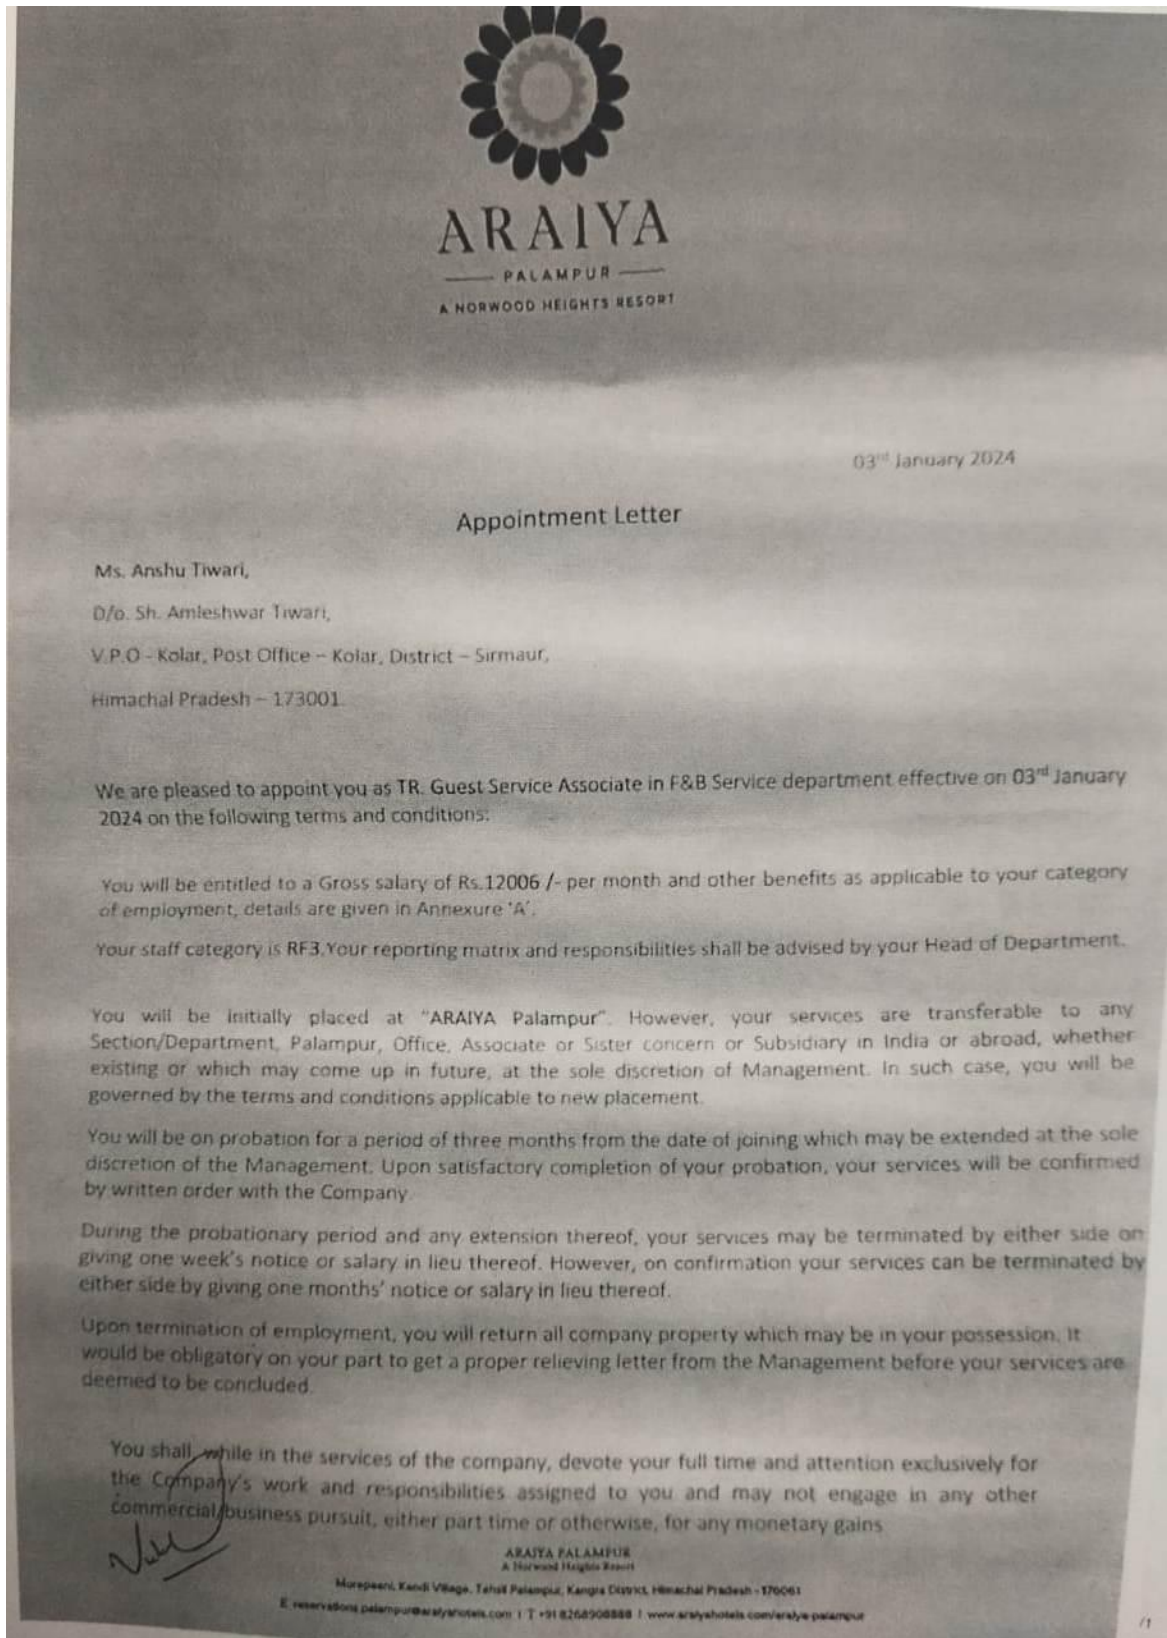 ARAIYA
PALAMPUR
A NORWOOD HEIGHTS RESORT
03rd January 2024
Appointment Letter
Ms. Anshu Tiwari,
D/o. Sh. Amleshwar Tiwari,
V.P.O - Kolar, Post Office – Kolar, District – Sirmaur,
Himachal Pradesh – 173001.
We are pleased to appoint you as TR. Guest Service Associate in F&B Service department effective on 03rd January
2024 on the following terms and conditions:
You will be entitled to a Gross salary of Rs.12006 /- per month and other benefits as applicable to your category
of employment, details are given in Annexure 'A'.
Your staff category is RF3.Your reporting matrix and responsibilities shall be advised by your Head of Department.
You will be initially placed at "ARAIYA Palampur". However, your services are transferable to any
Section/Department, Palampur, Office, Associate or Sister concern or Subsidiary in India or abroad, whether
existing or which may come up in future, at the sole discretion of Management. In such case, you will be
governed by the terms and conditions applicable to new placement.
You will be on probation for a period of three months from the date of joining which may be extended at the sole
discretion of the Management. Upon satisfactory completion of your probation, your services will be confirmed
by written order with the Company.
During the probationary period and any extension thereof, your services may be terminated by either side on
giving one week's notice or salary in lieu thereof. However, on confirmation your services can be terminated by
either side by giving one months' notice or salary in lieu thereof.
Upon termination of employment, you will return all company property which may be in your possession. It
would be obligatory on your part to get a proper relieving letter from the Management before your services are
deemed to be concluded.
You shall, while in the services of the company, devote your full time and attention exclusively for
the Company's work and responsibilities assigned to you and may not engage in any other
commercial business pursuit, either part time or otherwise, for any monetary gains
ARAIYA PALAMPUR
A Norwood Heights Resort
Morepaani, Kandi Village, Tehsil Palampur, Kangra District, Himachal Pradesh - 176061
E reservations.palampur@araiyahotels.com | T +91 8268908888 | www.araiyahotels.com/araiya-palampur
/1